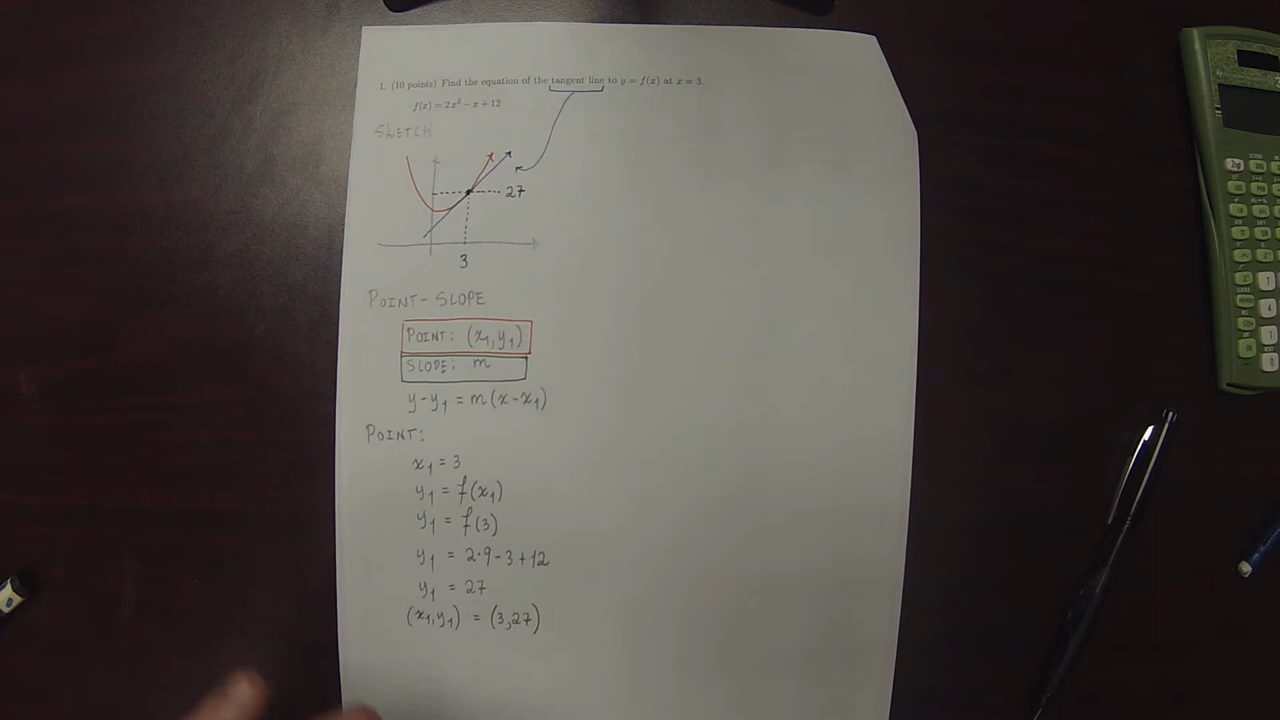 1. (10 points) Find the equation of the tangent line to y = f(x) at x = 3.
f(x) = 2x² − x + 12
SKETCH
27
3
POINT-SLOPE
POINT: (x₁,y₁)
SLOPE: m
y-y₁ = m(x-x₁)
POINT:
x₁ = 3
y₁ = f(x₁)
y₁ = f(3)
y₁ = 2·9-3+12
y₁ = 27
(x₁,y₁) = (3,27)
2nd